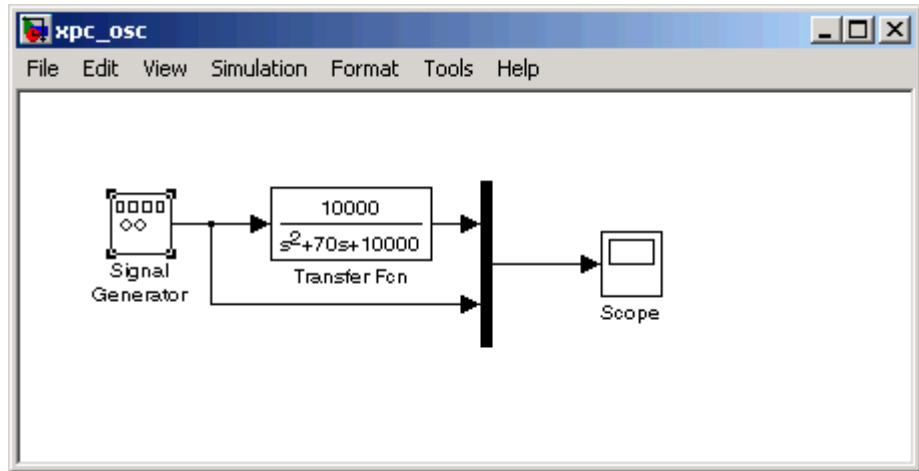 xpc_osc
File Edit View Simulation Format Tools Help
10000
s²+70s+10000
Signal
Generator
Transfer Fcn
Scope